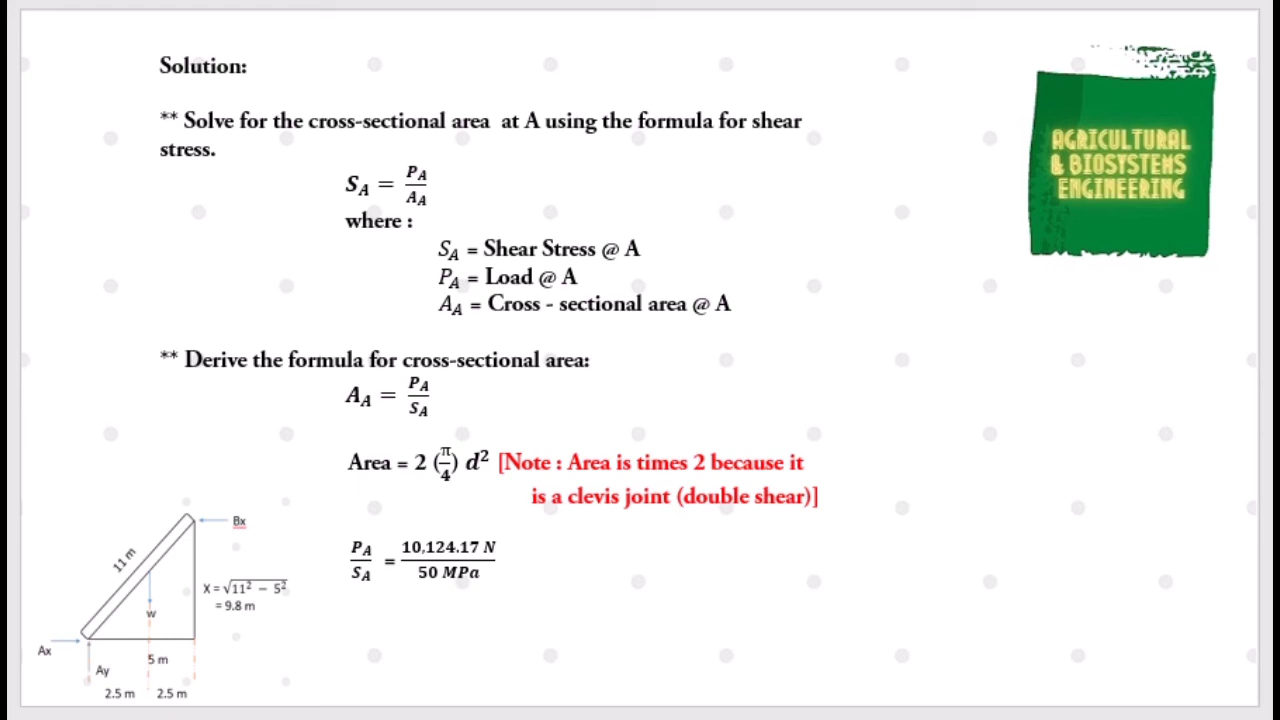 Solution:
** Solve for the cross-sectional area at A using the formula for shear
stress.
S_A = P_A / A_A
where :
S_A = Shear Stress @ A
P_A = Load @ A
A_A = Cross - sectional area @ A
** Derive the formula for cross-sectional area:
A_A = P_A / S_A
Area = 2 (π/4) d² [Note : Area is times 2 because it
is a clevis joint (double shear)]
P_A / S_A = 10,124.17 N / 50 MPa
AGRICULTURAL
& BIOSYSTEMS
ENGINEERING
Bx
11 m
X = √11² − 5²
= 9.8 m
w
Ax
5 m
Ay
2.5 m 2.5 m